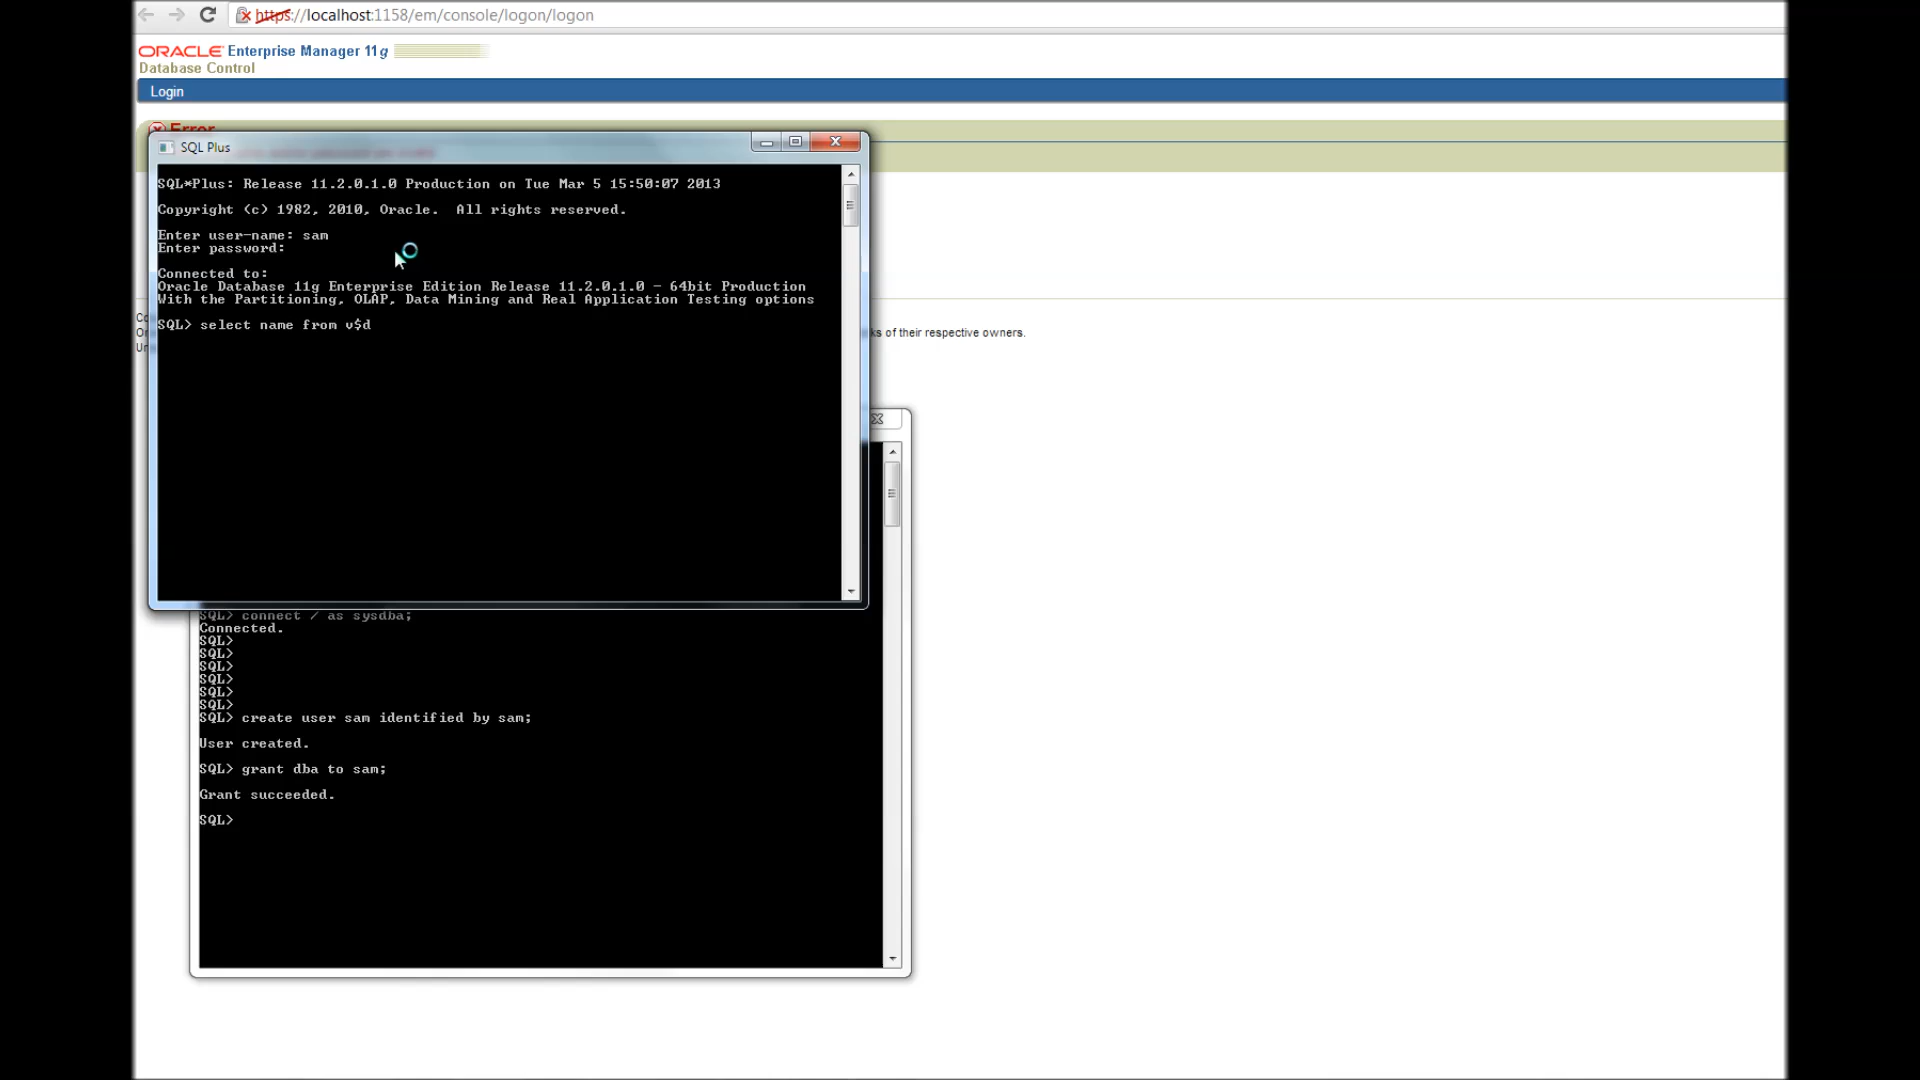 https://localhost:1158/em/console/logon/logon
ORACLE Enterprise Manager 11g
Database Control
Login
Error
SQL Plus
SQL*Plus: Release 11.2.0.1.0 Production on Tue Mar 5 15:50:07 2013
Copyright (c) 1982, 2010, Oracle.  All rights reserved.
Enter user-name: sam
Enter password:
Connected to:
Oracle Database 11g Enterprise Edition Release 11.2.0.1.0 - 64bit Production
With the Partitioning, OLAP, Data Mining and Real Application Testing options
SQL> select name from v$d
Co
Or
ks of their respective owners.
Un
SQL> connect / as sysdba;
Connected.
SQL>
SQL>
SQL>
SQL>
SQL>
SQL>
SQL> create user sam identified by sam;
User created.
SQL> grant dba to sam;
Grant succeeded.
SQL>